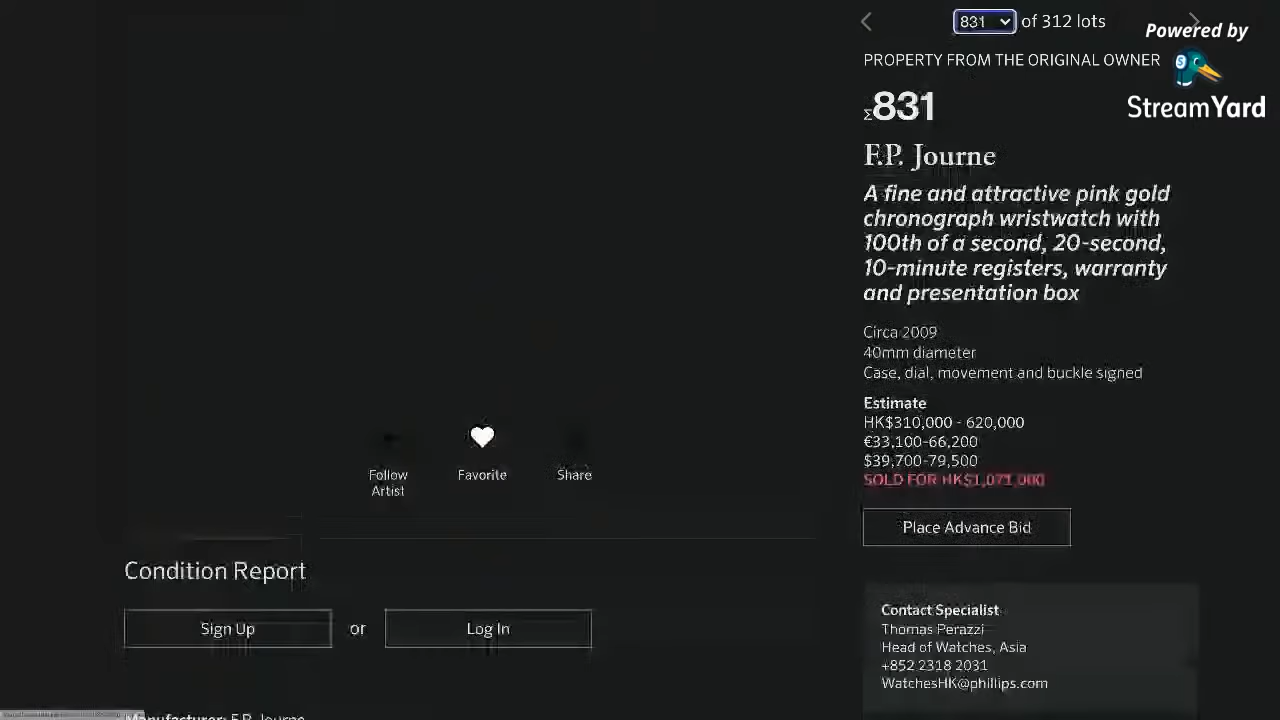 831 of 312 lots
Powered by
StreamYard
PROPERTY FROM THE ORIGINAL OWNER
Σ831
F.P. Journe
A fine and attractive pink gold
chronograph wristwatch with
100th of a second, 20-second,
10-minute registers, warranty
and presentation box
Circa 2009
40mm diameter
Case, dial, movement and buckle signed
Estimate
HK$310,000 - 620,000
€33,100-66,200
$39,700-79,500
SOLD FOR HK$1,071,000
Place Advance Bid
Follow
Artist
Favorite
Share
Condition Report
Sign Up or Log In
Contact Specialist
Thomas Perazzi
Head of Watches, Asia
+852 2318 2031
WatchesHK@phillips.com
Manufacturer: F.P. Journe